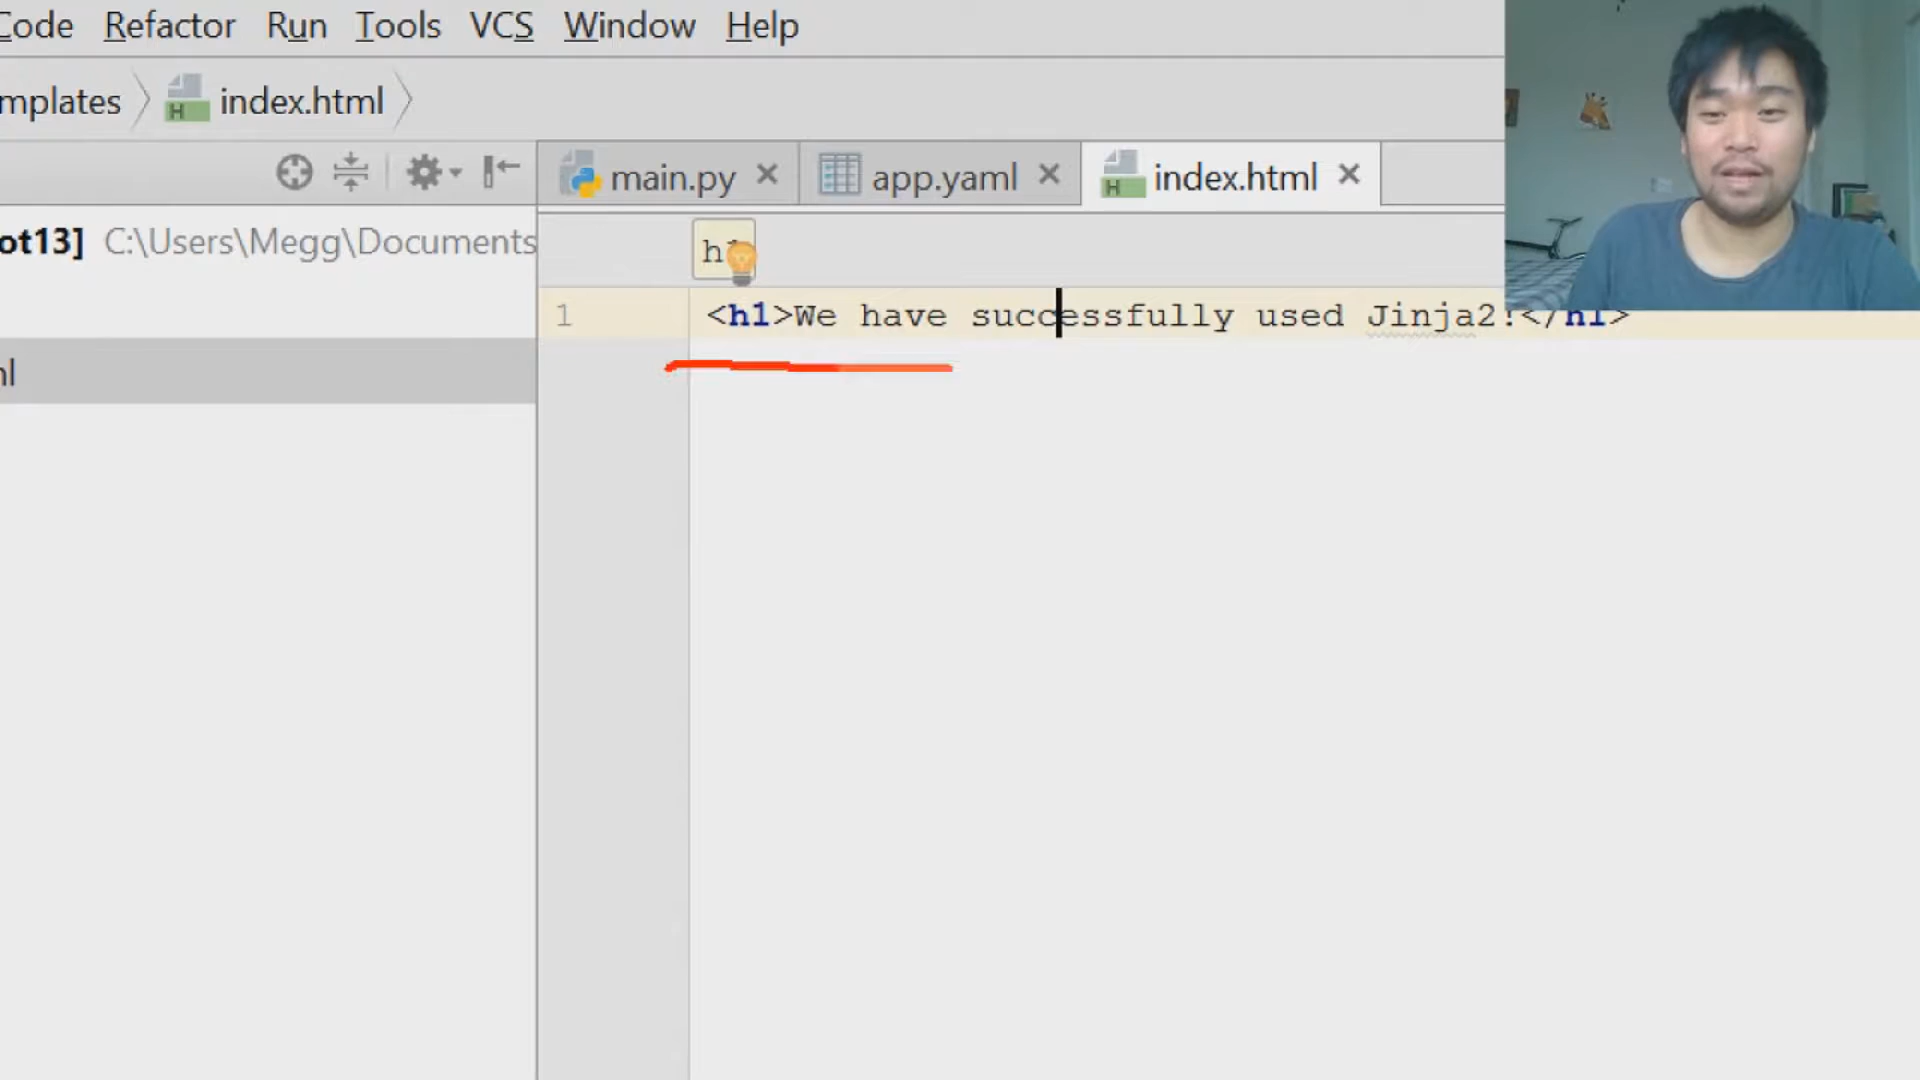 Code Refactor Run Tools VCS Window Help
mplates index.html
main.py app.yaml index.html
ot13] C:\Users\Megg\Documents
1 <h1>We have successfully used Jinja2!</h1>
ml